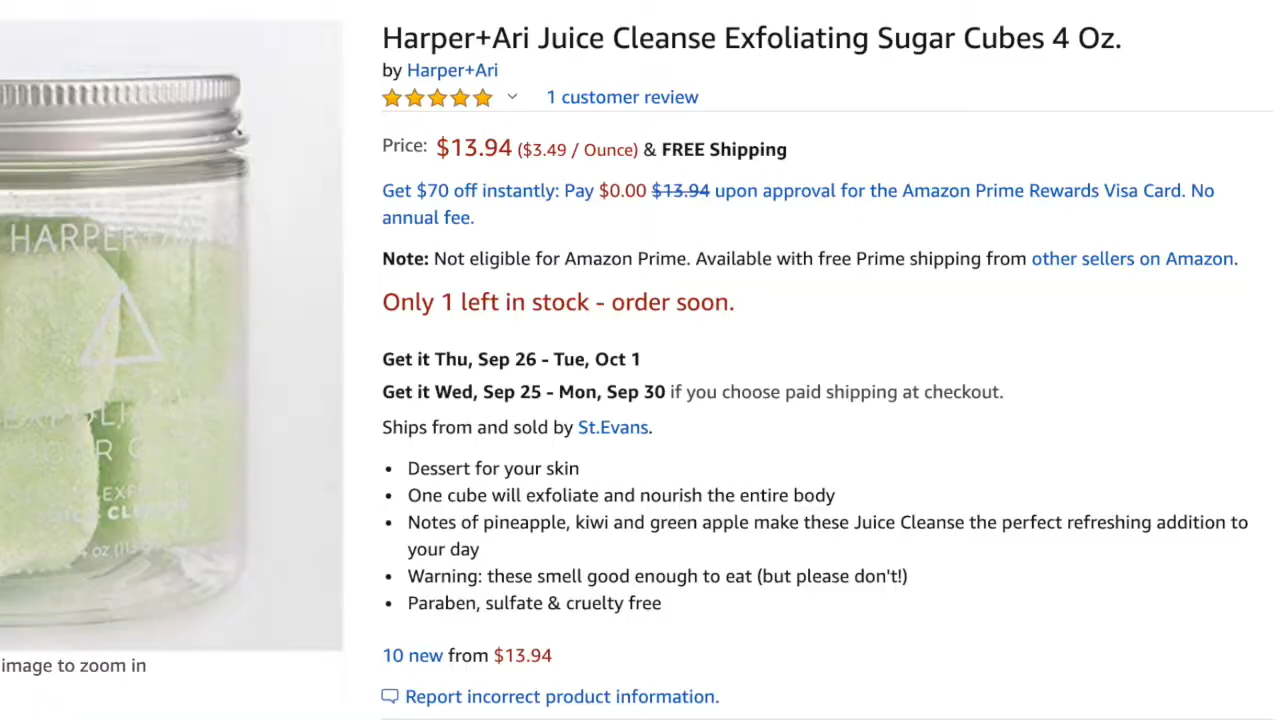 Harper+Ari Juice Cleanse Exfoliating Sugar Cubes 4 Oz.
by Harper+Ari
1 customer review
Price: $13.94 ($3.49 / Ounce) & FREE Shipping
Get $70 off instantly: Pay $0.00 $13.94 upon approval for the Amazon Prime Rewards Visa Card. No
annual fee.
Note: Not eligible for Amazon Prime. Available with free Prime shipping from other sellers on Amazon.
Only 1 left in stock - order soon.
Get it Thu, Sep 26 - Tue, Oct 1
Get it Wed, Sep 25 - Mon, Sep 30 if you choose paid shipping at checkout.
Ships from and sold by St.Evans.
• Dessert for your skin
• One cube will exfoliate and nourish the entire body
• Notes of pineapple, kiwi and green apple make these Juice Cleanse the perfect refreshing addition to
your day
• Warning: these smell good enough to eat (but please don't!)
• Paraben, sulfate & cruelty free
10 new from $13.94
Report incorrect product information.
HARPER+
image to zoom in